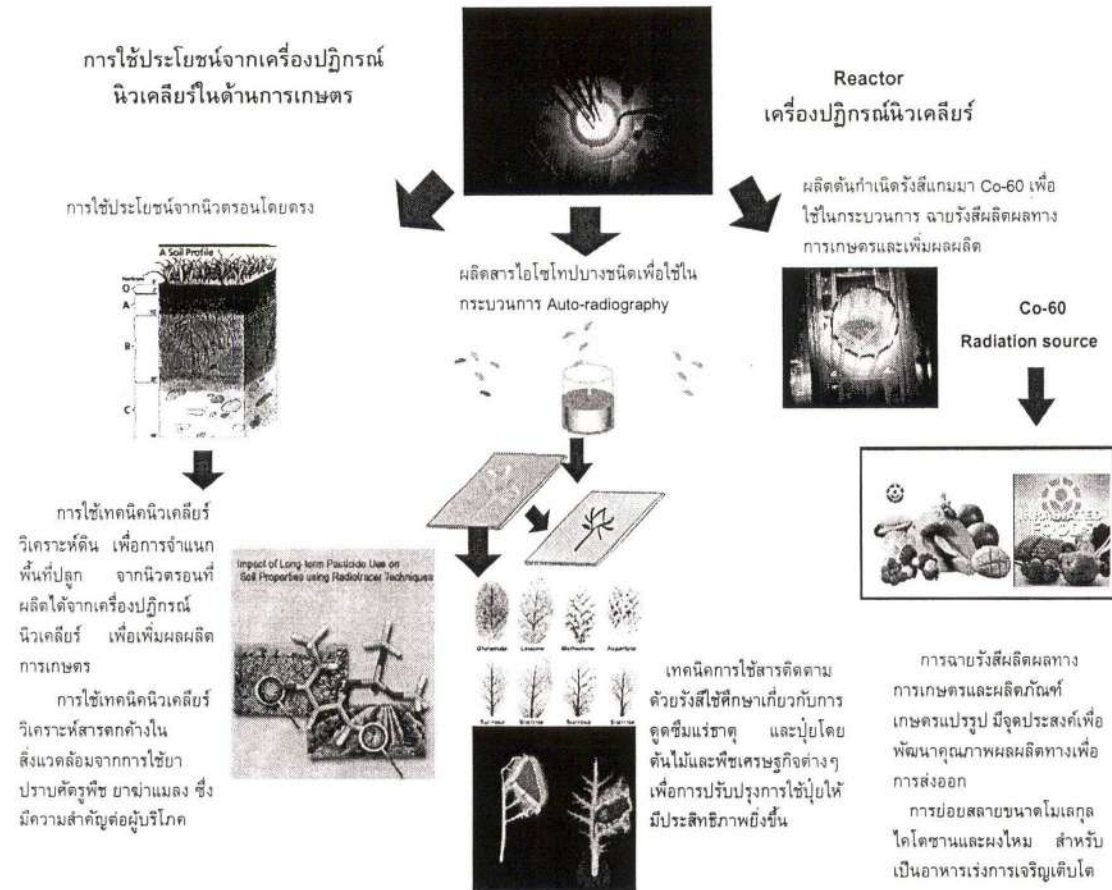 การใช้ประโยชน์จากเครื่องปฏิกรณ์
นิวเคลียร์ในด้านการเกษตร
Reactor
เครื่องปฏิกรณ์นิวเคลียร์
การใช้ประโยชน์จากนิวตรอนโดยตรง
A Soil Profile
O
A
B
C
การใช้เทคนิคนิวเคลียร์
วิเคราะห์ดิน เพื่อการจำแนก
พื้นที่ปลูก จากนิวตรอนที่
ผลิตได้จากเครื่องปฏิกรณ์
นิวเคลียร์ เพื่อเพิ่มผลผลิต
การเกษตร
การใช้เทคนิคนิวเคลียร์
วิเคราะห์สารตกค้างใน
สิ่งแวดล้อมจากการใช้ยา
ปราบศัตรูพืช ยาฆ่าแมลง ซึ่ง
มีความสำคัญต่อผู้บริโภค
Impact of Long-term Pesticide Use on
Soil Properties using Radiotracer Techniques
ผลิตสารไอโซโทปบางชนิดเพื่อใช้ใน
กระบวนการ Auto-radiography
เทคนิคการใช้สารติดตาม
ด้วยรังสีใช้ศึกษาเกี่ยวกับการ
ดูดซึมแร่ธาตุ และปุ๋ยโดย
ต้นไม้และพืชเศรษฐกิจต่างๆ
เพื่อการปรับปรุงการใช้ปุ๋ยให้
มีประสิทธิภาพยิ่งขึ้น
ผลิตต้นกำเนิดรังสีแกมมา Co-60 เพื่อ
ใช้ในกระบวนการ ฉายรังสีผลิตผลทาง
การเกษตรและเพิ่มผลผลิต
Co-60
Radiation source
IRRADIATED
FOODS
การฉายรังสีผลิตผลทาง
การเกษตรและผลิตภัณฑ์
เกษตรแปรรูป มีจุดประสงค์เพื่อ
พัฒนาคุณภาพผลผลิตทางเพื่อ
การส่งออก
การย่อยสลายขนาดโมเลกุล
ไคโตซานและผงไหม สำหรับ
เป็นอาหารเร่งการเจริญเติบโต